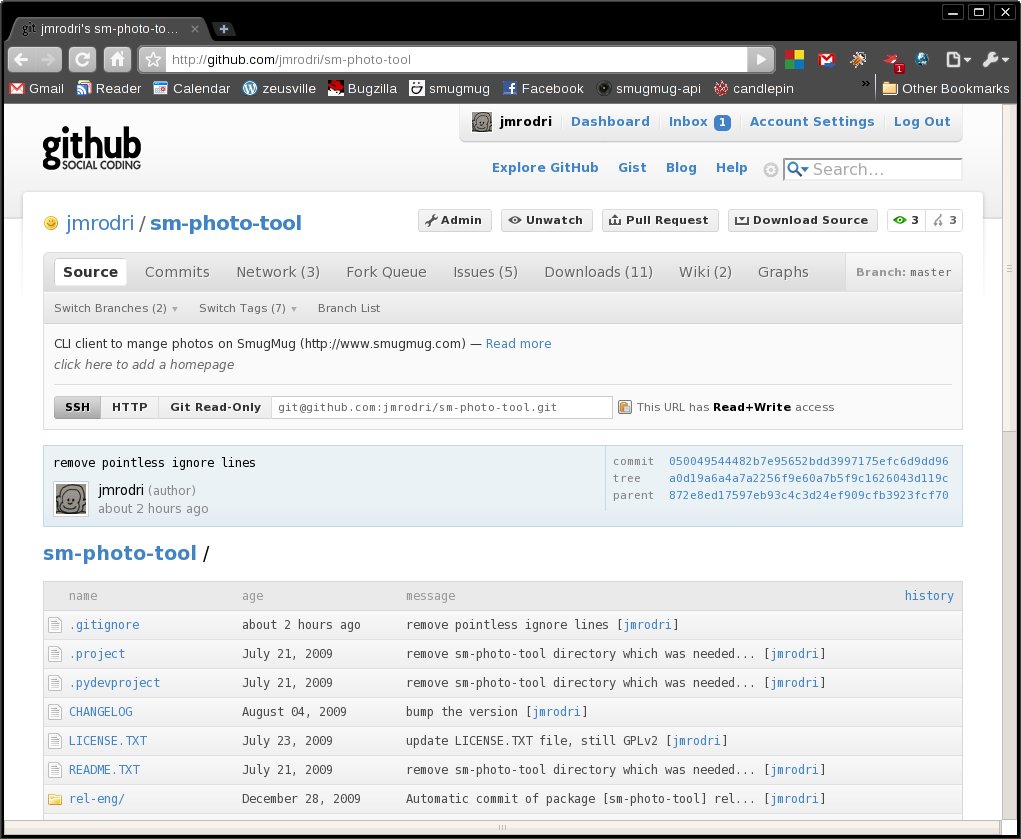 git jmrodri's sm-photo-to...
http://github.com/jmrodri/sm-photo-tool
1
Gmail Reader Calendar zeusville Bugzilla smugmug Facebook smugmug-api candlepin » Other Bookmarks
github
SOCIAL CODING
jmrodri Dashboard Inbox 1 Account Settings Log Out
Explore GitHub Gist Blog Help Search...
jmrodri / sm-photo-tool
Admin Unwatch Pull Request Download Source 3 3
Source Commits Network (3) Fork Queue Issues (5) Downloads (11) Wiki (2) Graphs Branch: master
Switch Branches (2) Switch Tags (7) Branch List
CLI client to mange photos on SmugMug (http://www.smugmug.com) — Read more
click here to add a homepage
SSH HTTP Git Read-Only git@github.com:jmrodri/sm-photo-tool.git This URL has Read+Write access
remove pointless ignore lines
jmrodri (author)
about 2 hours ago
commit 050049544482b7e95652bdd3997175efc6d9dd96
tree a0d19a6a4a7a2256f9e60a7b5f9c1626043d119c
parent 872e8ed17597eb93c4c3d24ef909cfb3923fcf70
sm-photo-tool /
name age message history
.gitignore about 2 hours ago remove pointless ignore lines [jmrodri]
.project July 21, 2009 remove sm-photo-tool directory which was needed... [jmrodri]
.pydevproject July 21, 2009 remove sm-photo-tool directory which was needed... [jmrodri]
CHANGELOG August 04, 2009 bump the version [jmrodri]
LICENSE.TXT July 23, 2009 update LICENSE.TXT file, still GPLv2 [jmrodri]
README.TXT July 21, 2009 remove sm-photo-tool directory which was needed... [jmrodri]
rel-eng/ December 28, 2009 Automatic commit of package [sm-photo-tool] rel... [jmrodri]